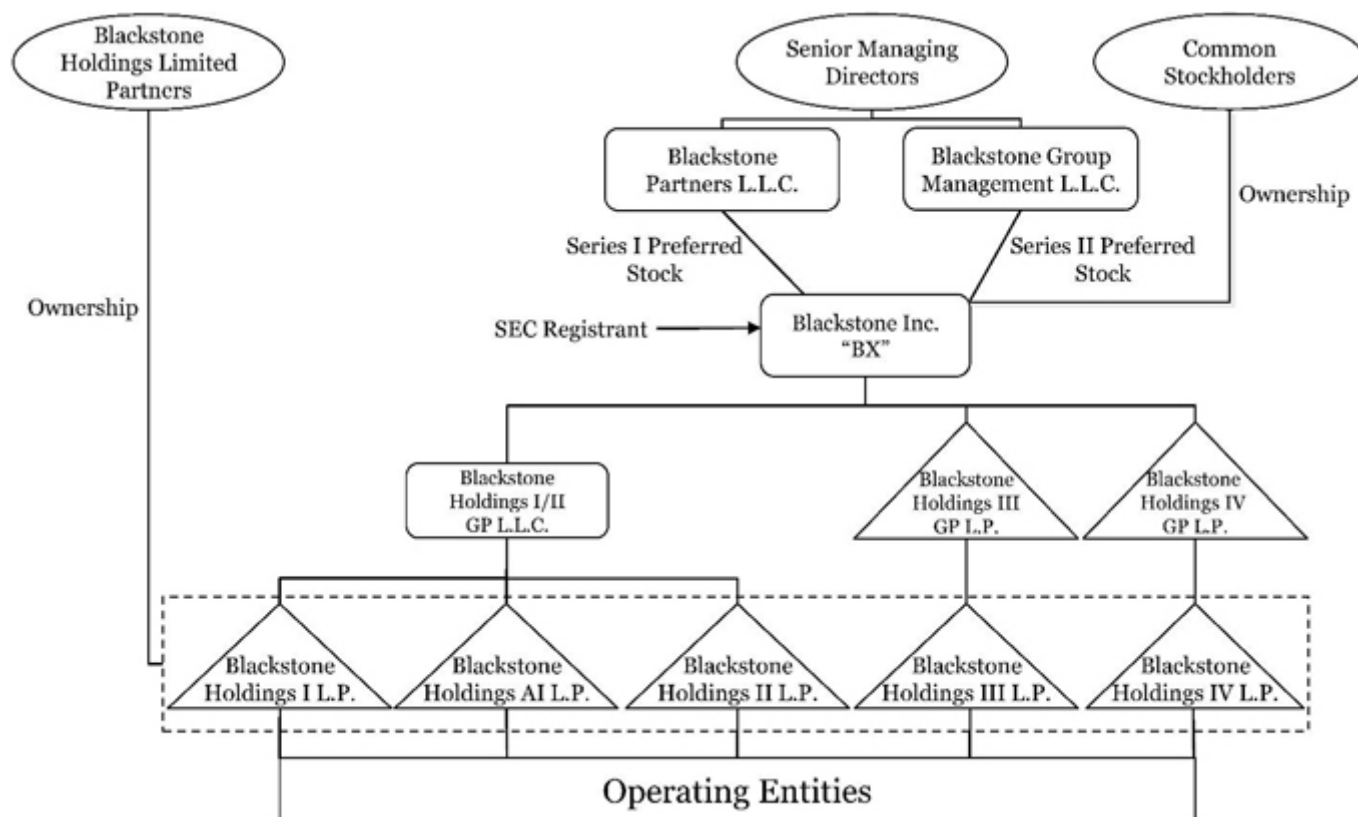 Blackstone
Holdings Limited
Partners
Senior Managing
Directors
Common
Stockholders
Blackstone
Partners L.L.C.
Blackstone Group
Management L.L.C.
Ownership
Series I Preferred
Stock
Series II Preferred
Stock
Ownership
SEC Registrant
Blackstone Inc.
“BX”
Blackstone
Holdings I/II
GP L.L.C.
Blackstone
Holdings III
GP L.P.
Blackstone
Holdings IV
GP L.P.
Blackstone
Holdings I L.P.
Blackstone
Holdings AI L.P.
Blackstone
Holdings II L.P.
Blackstone
Holdings III L.P.
Blackstone
Holdings IV L.P.
Operating Entities